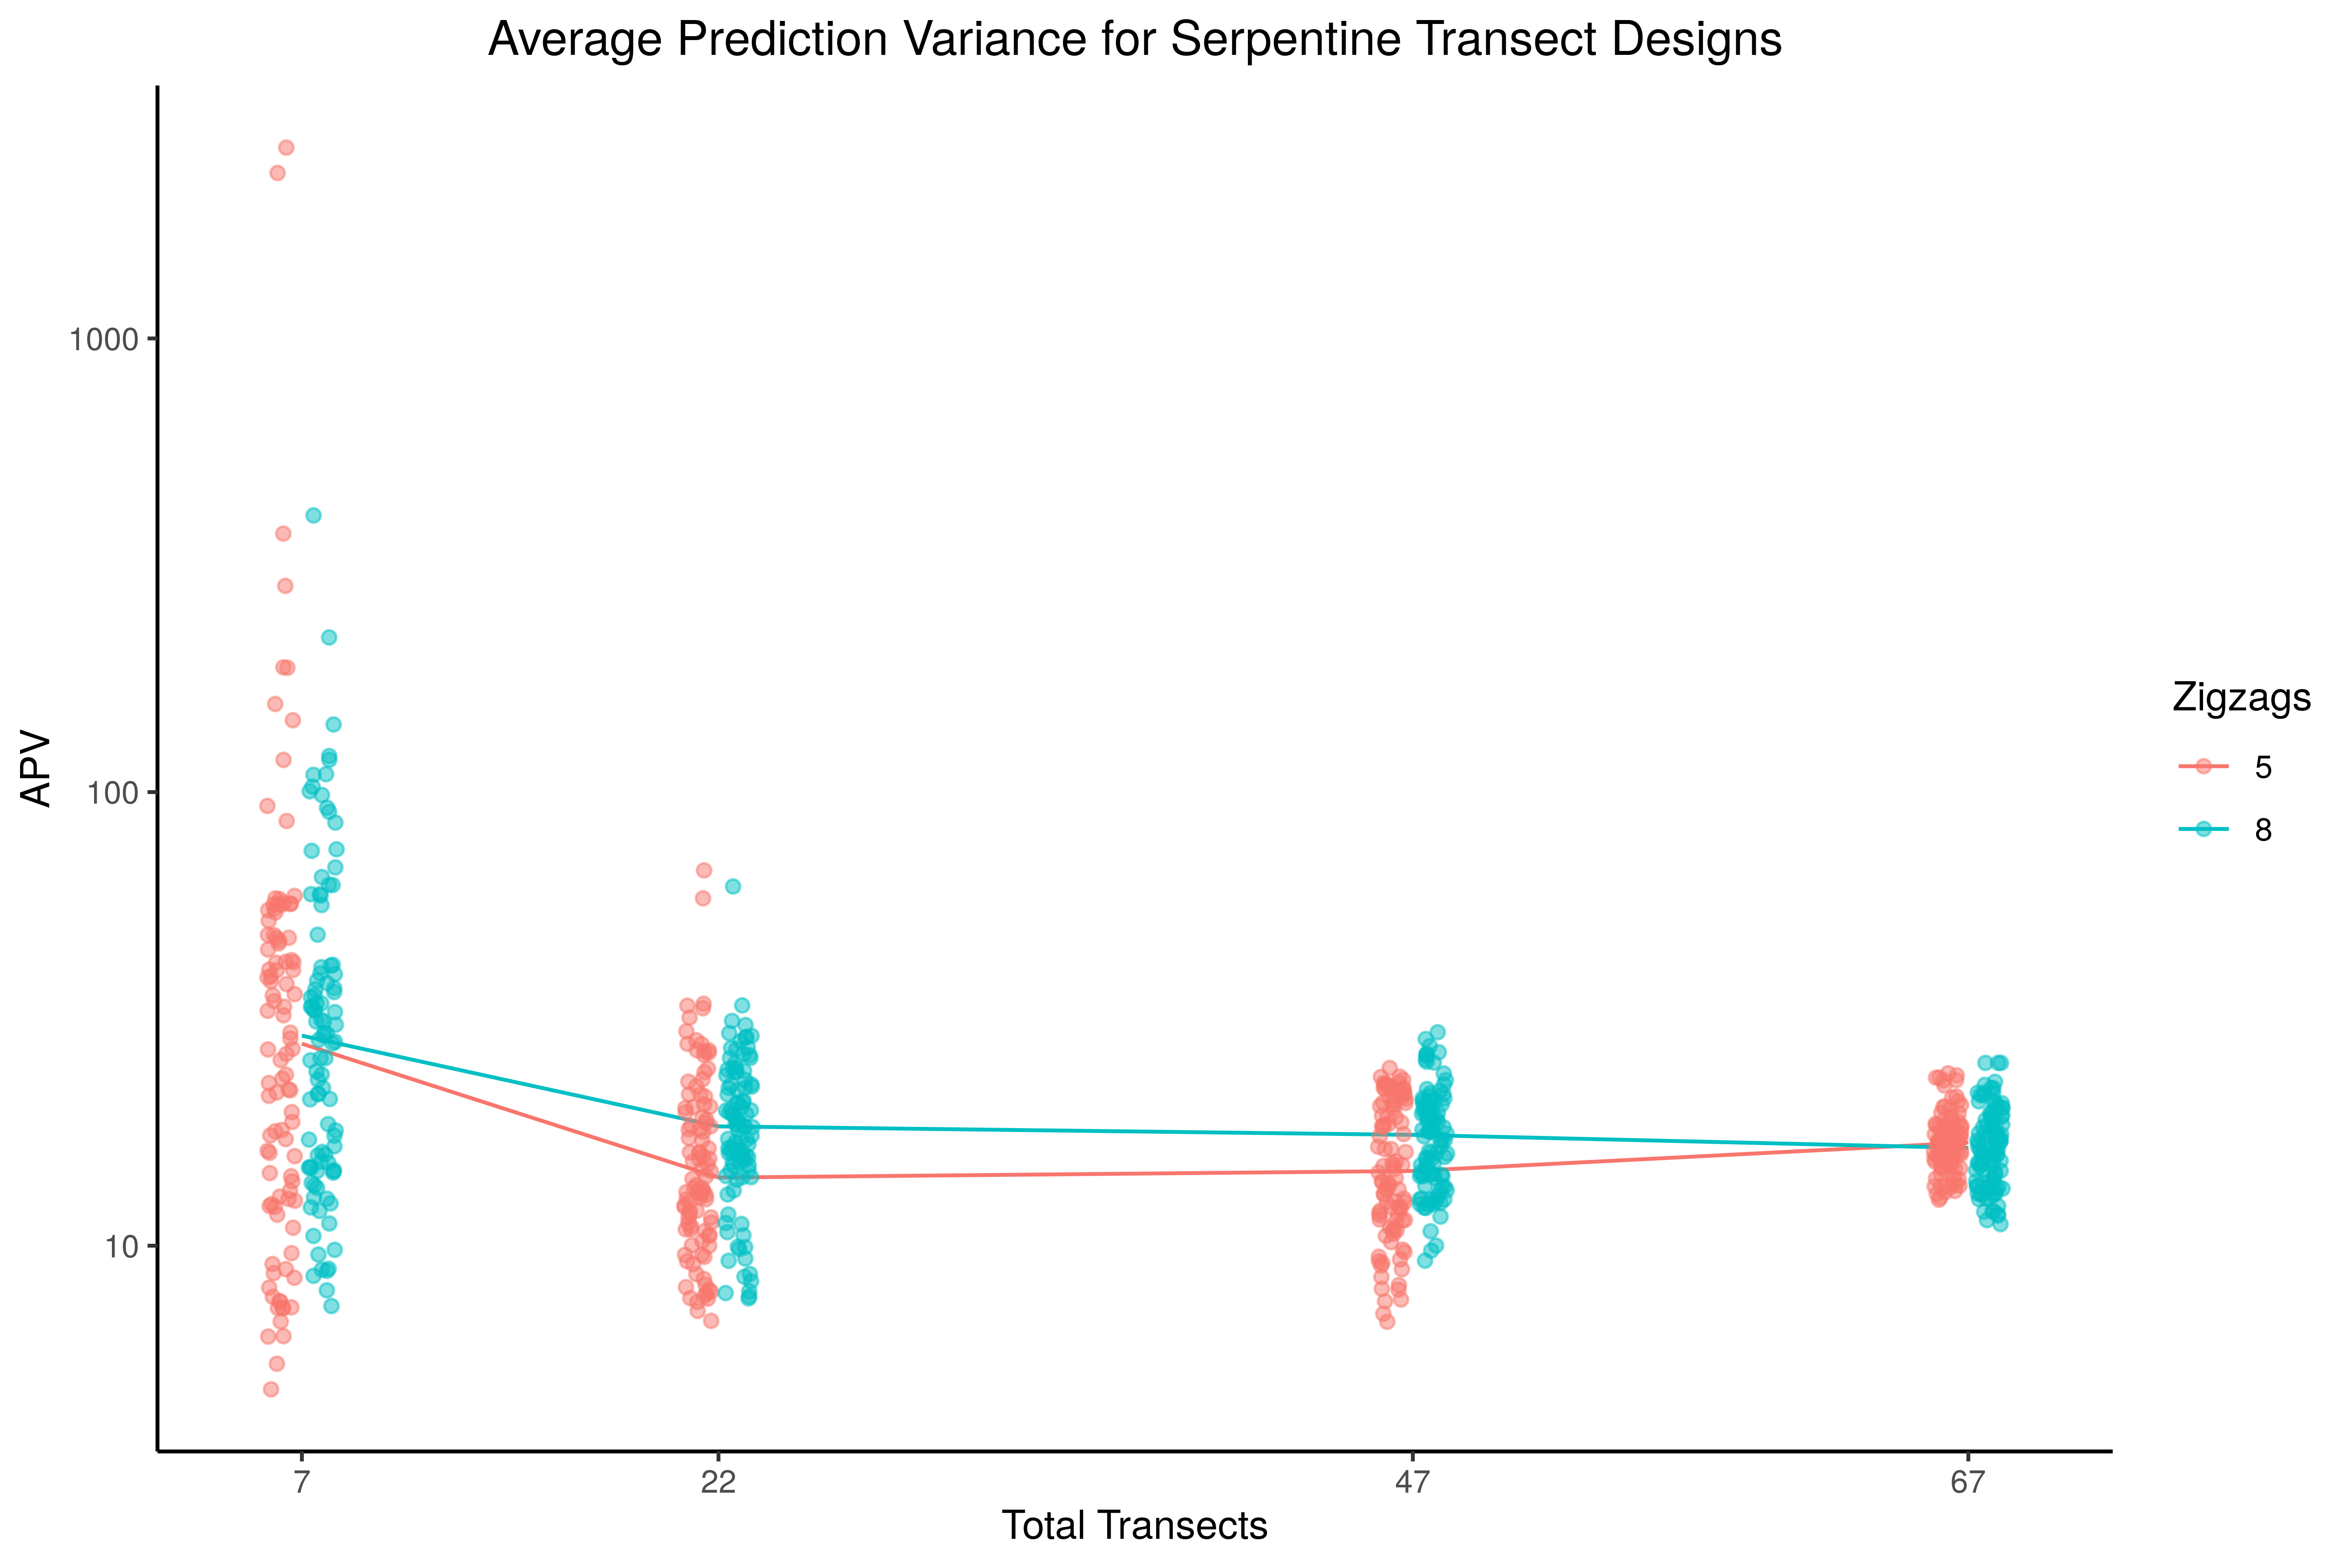 Average Prediction Variance for Serpentine Transect Designs
APV
1000
100
10
7
22
47
67
Total Transects
Zigzags
5
8